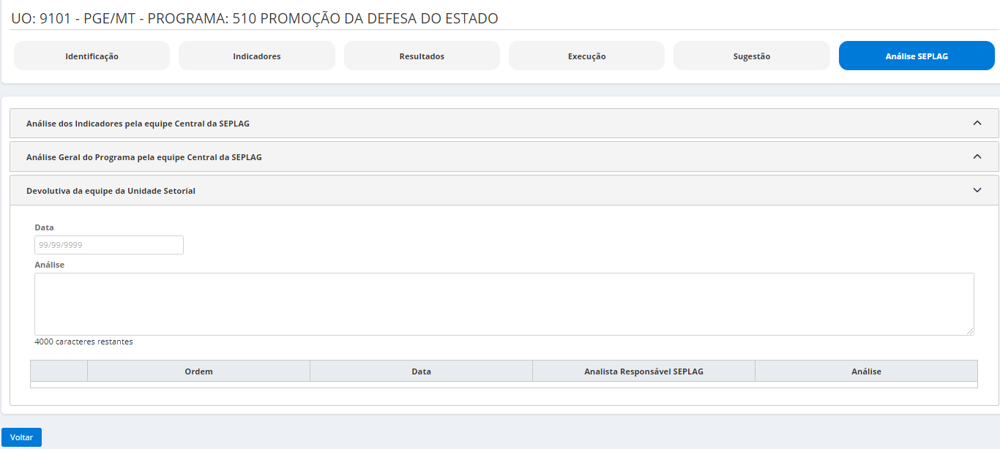 UO: 9101 - PGE/MT - PROGRAMA: 510 PROMOÇÃO DA DEFESA DO ESTADO
Identificação Indicadores Resultados Execução Sugestão Análise SEPLAG
Análise dos Indicadores pela equipe Central da SEPLAG
Análise Geral do Programa pela equipe Central da SEPLAG
Devolutiva da equipe da Unidade Setorial
Data
99/99/9999
Análise
4000 caracteres restantes
Ordem Data Analista Responsável SEPLAG Análise
Voltar